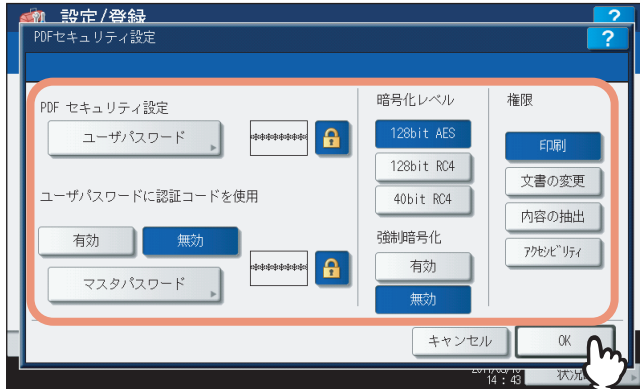 設定/登録
?
PDFセキュリティ設定
?
PDF セキュリティ設定
ユーザパスワード
***********
ユーザパスワードに認証コードを使用
有効
無効
マスタパスワード
***********
暗号化レベル
128bit AES
128bit RC4
40bit RC4
強制暗号化
有効
無効
権限
印刷
文書の変更
内容の抽出
アクセシビリティ
キャンセル
OK
14 : 43
状況